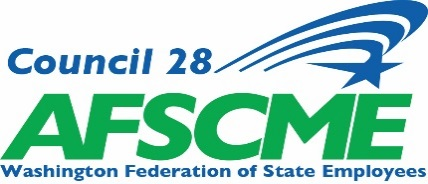 Council 28
AFSCME
Washington Federation of State Employees